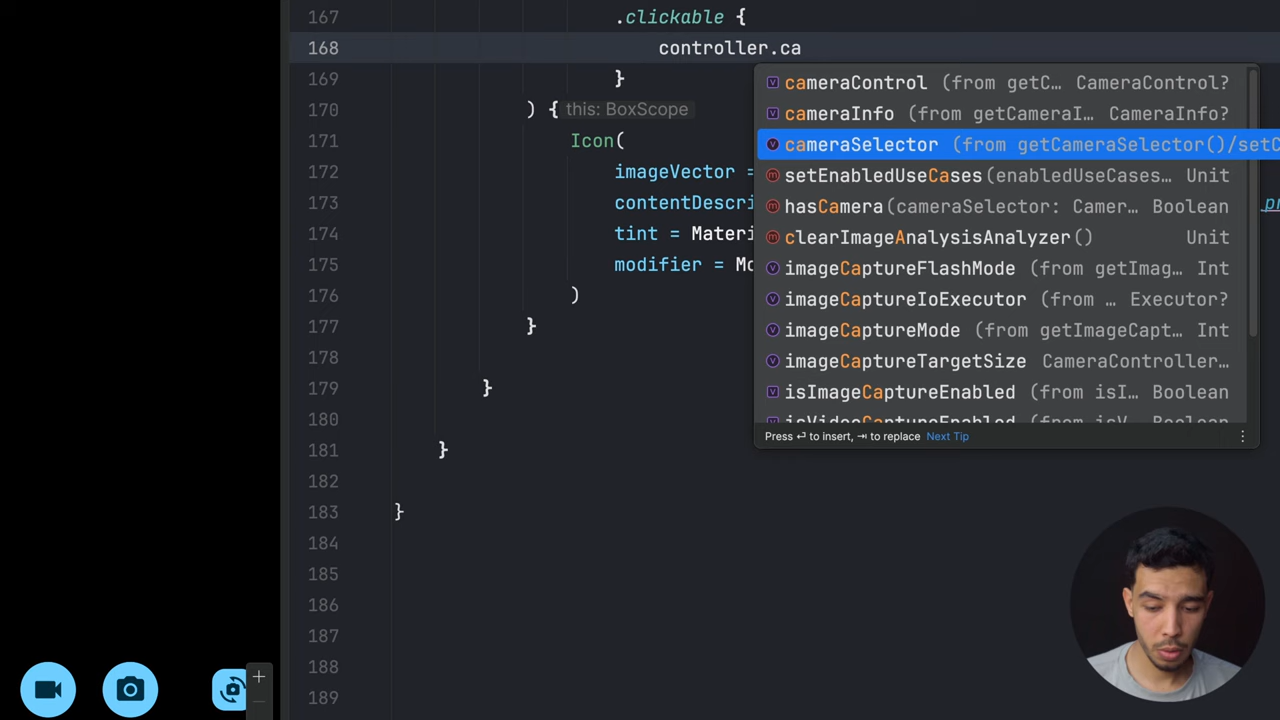 167 .clickable {
168 controller.ca
169 }
cameraControl (from getC… CameraControl?
170 ) { this: BoxScope
cameraInfo (from getCameraI… CameraInfo?
171 Icon(
cameraSelector (from getCameraSelector()/setC
172 imageVector =
setEnabledUseCases(enabledUseCases… Unit
173 contentDescri
hasCamera(cameraSelector: Camer… Boolean
174 tint = Materi
clearImageAnalysisAnalyzer() Unit
175 modifier = Mo
imageCaptureFlashMode (from getImag… Int
176 )
imageCaptureIoExecutor (from … Executor?
177 }
imageCaptureMode (from getImageCapt… Int
178
imageCaptureTargetSize CameraController…
179 }
isImageCaptureEnabled (from isI… Boolean
180
isVideoCaptureEnabled (from isV… Boolean
Press ⏎ to insert, ⇥ to replace Next Tip
181 }
182
183 }
184
185
186
187
188
189